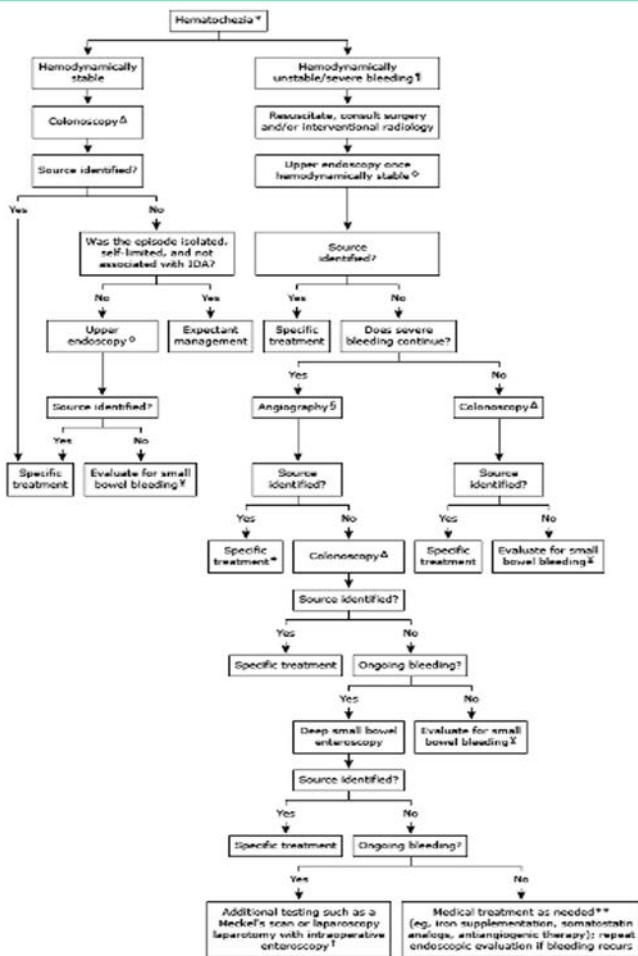 Hematochezia*
Hemodynamically
stable
Hemodynamically
unstable/severe bleeding¶
Colonoscopy Δ
Resuscitate, consult surgery
and/or interventional radiology
Source identified?
Upper endoscopy once
hemodynamically stable◊
Yes
No
Was the episode isolated,
self-limited, and not
associated with IDA?
Source
identified?
No
Yes
Yes
No
Upper
endoscopy◊
Expectant
management
Specific
treatment
Does severe
bleeding continue?
Yes
No
Source identified?
Angiography§
Colonoscopy Δ
Yes
No
Specific
treatment
Evaluate for small
bowel bleeding¥
Source
identified?
Source
identified?
Yes
No
Yes
No
Specific
treatment
Colonoscopy Δ
Specific
treatment
Evaluate for small
bowel bleeding¥
Source identified?
Yes
No
Specific treatment
Ongoing bleeding?
Yes
No
Deep small bowel
enteroscopy
Evaluate for small
bowel bleeding¥
Source identified?
Yes
No
Specific treatment
Ongoing bleeding?
Yes
No
Additional testing such as a
Meckel's scan or laparoscopy
laparotomy with intraoperative
enteroscopy†
Medical treatment as needed**
(eg, iron supplementation, somatostatin
analogs, antiangiogenic therapy); repeat
endoscopic evaluation if bleeding recurs